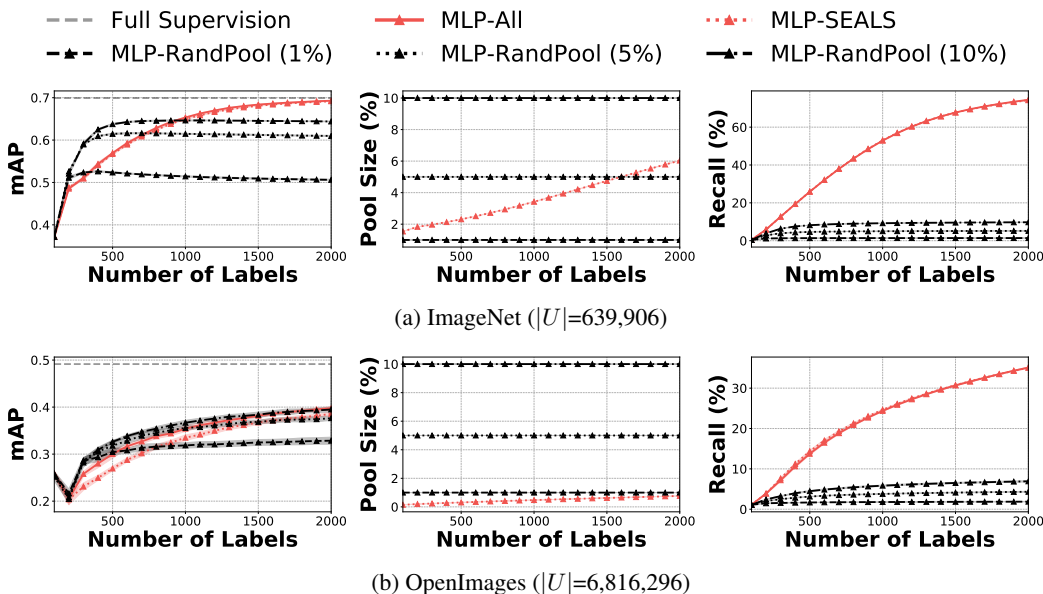 Full Supervision MLP-All MLP-SEALS
MLP-RandPool (1%) MLP-RandPool (5%) MLP-RandPool (10%)
mAP
0.7
0.6
0.5
0.4
500 1000 1500 2000
Number of Labels
Pool Size (%)
10
8
6
4
2
500 1000 1500 2000
Number of Labels
Recall (%)
60
40
20
0
500 1000 1500 2000
Number of Labels
(a) ImageNet (|U|=639,906)
mAP
0.5
0.4
0.3
0.2
500 1000 1500 2000
Number of Labels
Pool Size (%)
10
8
6
4
2
0
500 1000 1500 2000
Number of Labels
Recall (%)
30
20
10
0
500 1000 1500 2000
Number of Labels
(b) OpenImages (|U|=6,816,296)